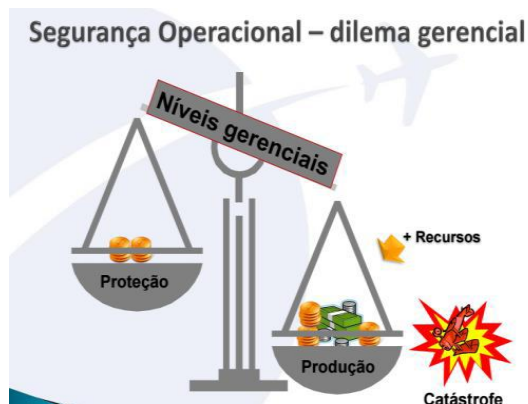 Segurança Operacional – dilema gerencial
Níveis gerenciais
+ Recursos
Proteção
Produção
Catástrofe